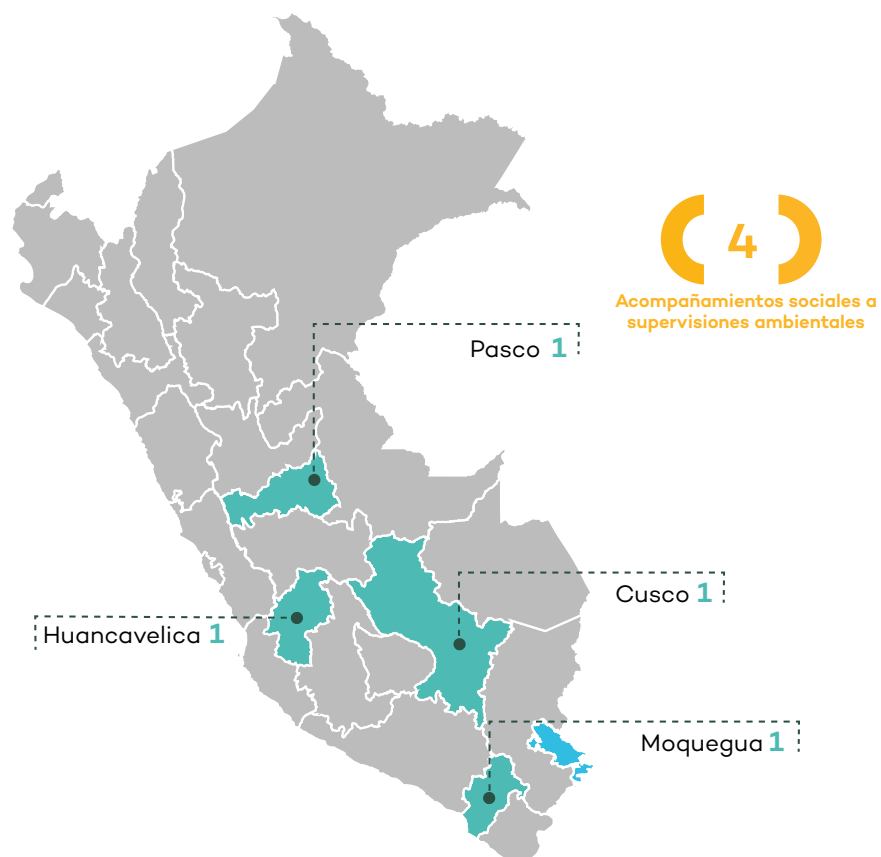 4
Acompañamientos sociales a
supervisiones ambientales
Pasco 1
Cusco 1
Huancavelica 1
Moquegua 1